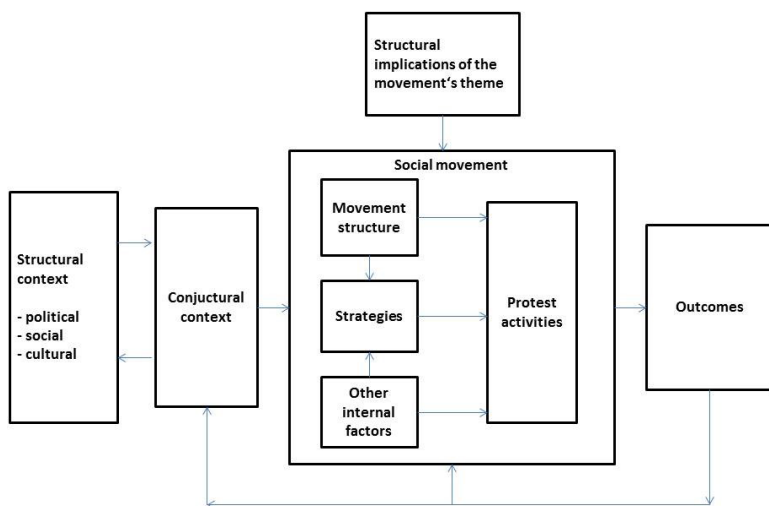 Structural
implications of the
movement‘s theme
Social movement
Structural
context
- political
- social
- cultural
Conjuctural
context
Movement
structure
Strategies
Other
internal
factors
Protest
activities
Outcomes